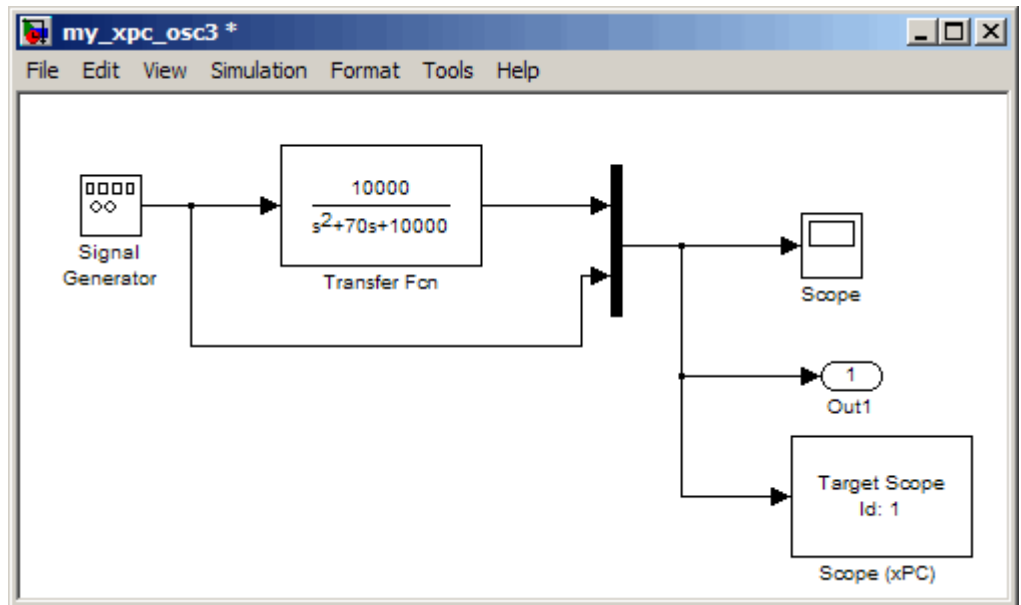 my_xpc_osc3 *
File Edit View Simulation Format Tools Help
Signal
Generator
10000
s2+70s+10000
Transfer Fcn
Scope
1
Out1
Target Scope
Id: 1
Scope (xPC)